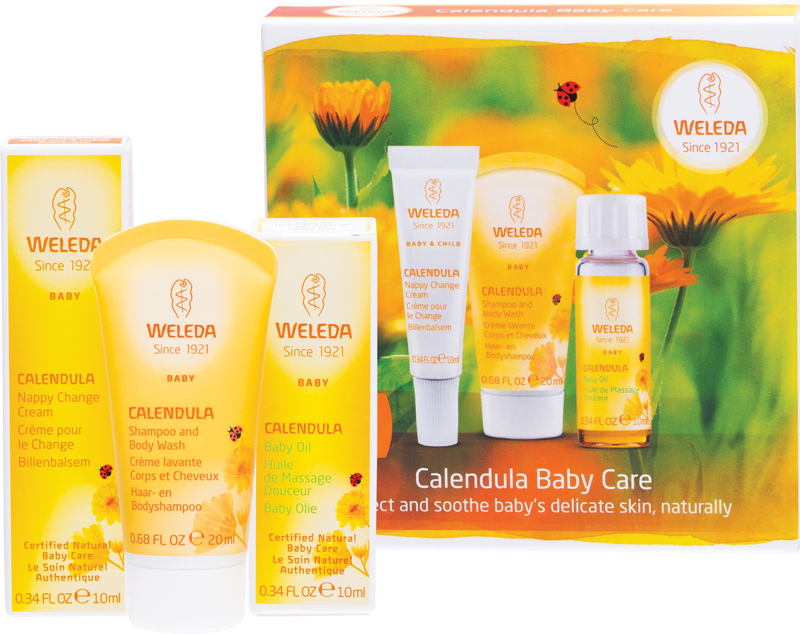 Calendula Baby Care
WELEDA
Since 1921
WELEDA
Since 1921
BABY & CHILD
CALENDULA
Nappy Change
Cream
Crème pour
le Change
Billenbalsem
0.34 FL OZ e 10ml
WELEDA
Since 1921
BABY
CALENDULA
Shampoo and
Body Wash
Crème lavante
Corps et Cheveux
Haar- en
Bodyshampoo
0.68 FL OZ e 20ml
WELEDA
Since 1921
BABY
CALENDULA
Baby Oil
Huile de Massage
Douceur
0.34 FL OZ e 10ml
Calendula Baby Care
ect and soothe baby's delicate skin, naturally
WELEDA
Since 192
BABY
CALENDULA
Nappy Change
Cream
Crème pour
le Change
Billenbalsem
Certified Natural
Baby Care
Le Soin Naturel
Authentique
0.34 FL OZ e 10ml
WELEDA
Since 1921
BABY
CALENDULA
Shampoo and
Body Wash
Crème lavante
Corps et Cheveux
Haar- en
Bodyshampoo
0.68 FL OZ e 20ml
WELEDA
Since 1921
BABY
CALENDULA
Baby Oil
Huile
de Massage
Douceur
Baby Olie
Certified Natural
Baby Care
Le Soin Naturel
Authentique
0.34 FL OZ e 10ml